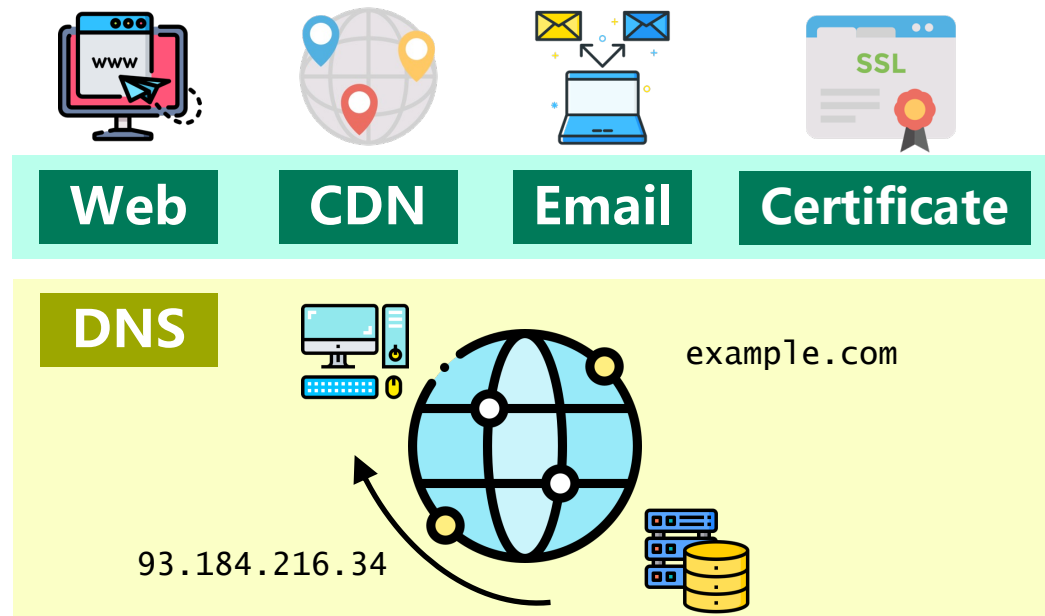 www
SSL
Web CDN Email Certificate
DNS
example.com
93.184.216.34